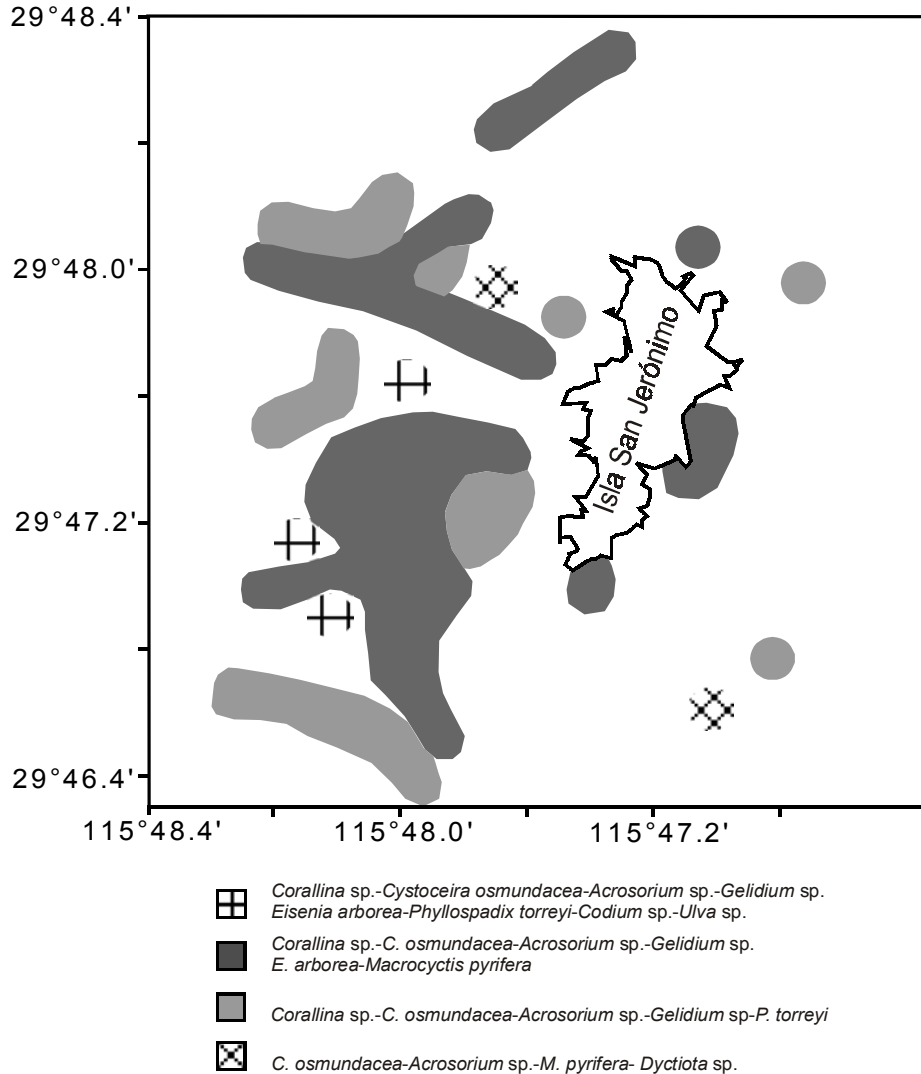 29°48.4'
29°48.0'
Isla San Jerónimo
29°47.2'
29°46.4'
115°48.4' 115°48.0' 115°47.2'
Corallina sp.-Cystoceira osmundacea-Acrosorium sp.-Gelidium sp.
Eisenia arborea-Phyllospadix torreyi-Codium sp.-Ulva sp.
Corallina sp.-C. osmundacea-Acrosorium sp.-Gelidium sp.
E. arborea-Macrocyctis pyrifera
Corallina sp.-C. osmundacea-Acrosorium sp.-Gelidium sp-P. torreyi
C. osmundacea-Acrosorium sp.-M. pyrifera- Dyctiota sp.